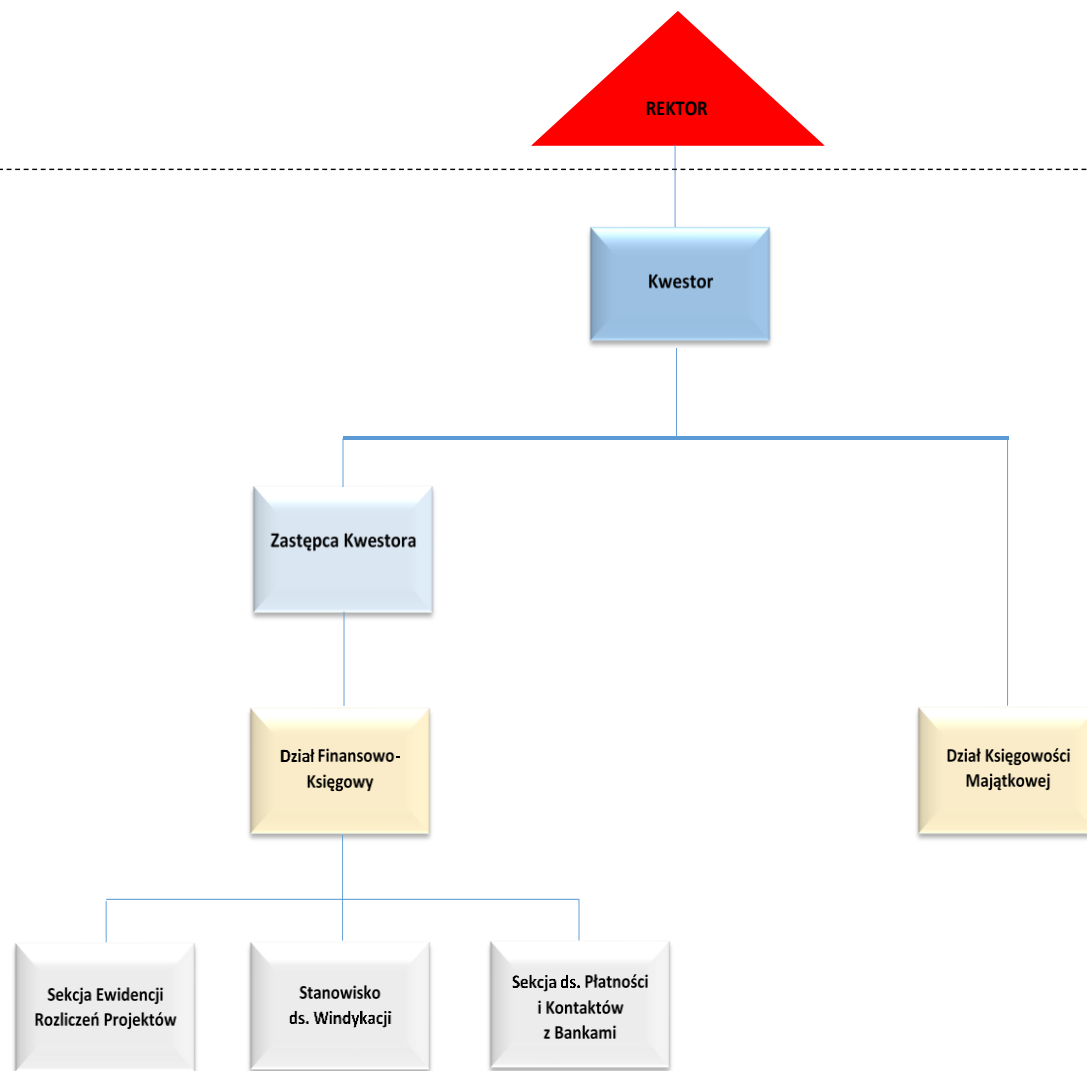 REKTOR
Kwestor
Zastępca Kwestora
Dział Finansowo-
Księgowy
Dział Księgowości
Majątkowej
Sekcja Ewidencji
Rozliczeń Projektów
Stanowisko
ds. Windykacji
Sekcja ds. Płatności
i Kontaktów
z Bankami